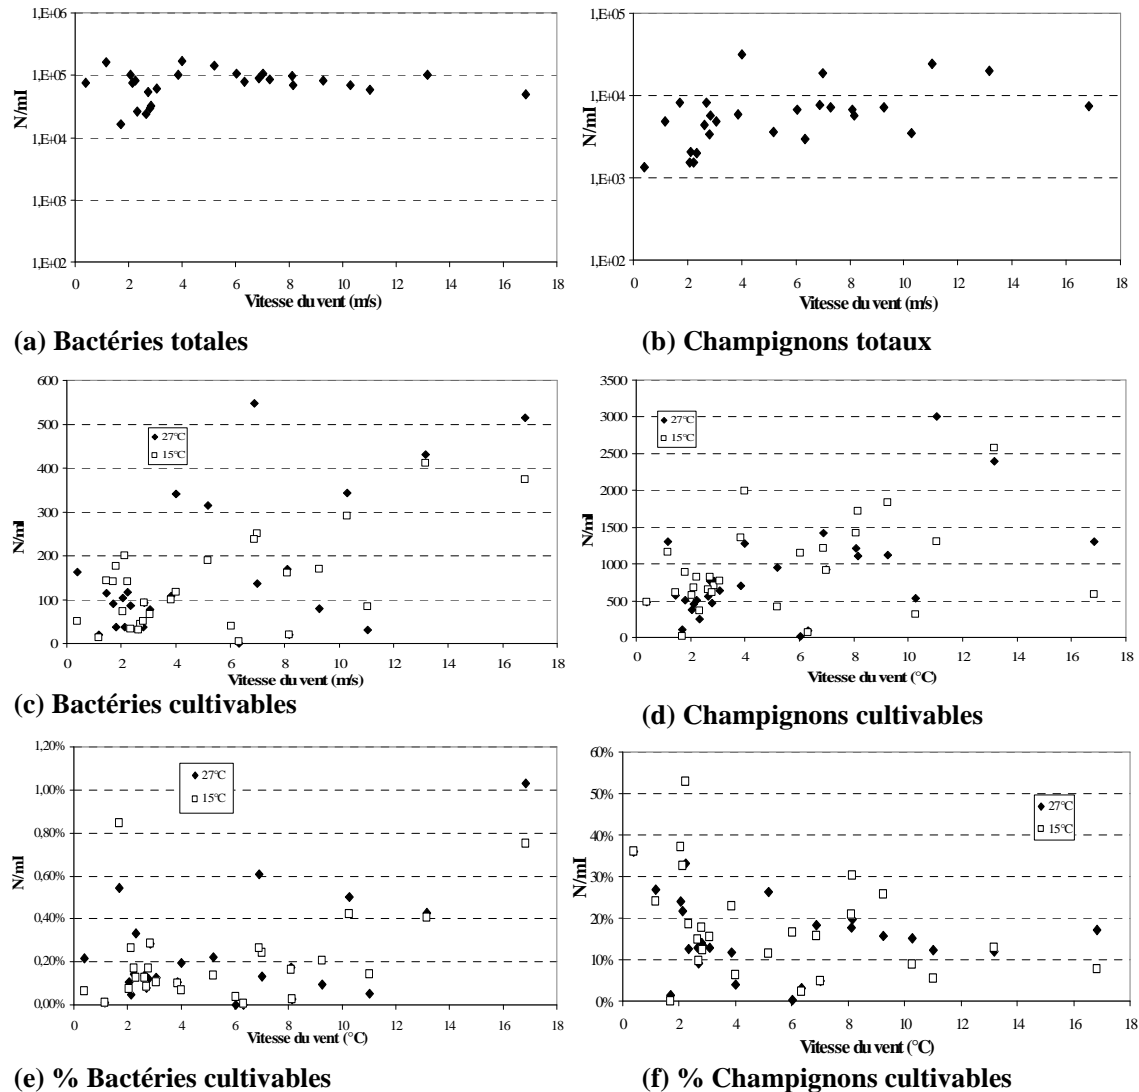 1,E+06
1,E+05
1,E+04
1,E+03
1,E+02
N/ml
0 2 4 6 8 10 12 14 16 18
Vitesse du vent (m/s)
(a) Bactéries totales
1,E+05
1,E+04
1,E+03
1,E+02
N/ml
0 2 4 6 8 10 12 14 16 18
Vitesse du vent (m/s)
(b) Champignons totaux
600
500
400
300
200
100
0
N/ml
27°C
15°C
0 2 4 6 8 10 12 14 16 18
Vitesse du vent (m/s)
(c) Bactéries cultivables
3500
3000
2500
2000
1500
1000
500
0
N/ml
27°C
15°C
0 2 4 6 8 10 12 14 16 18
Vitesse du vent (°C)
(d) Champignons cultivables
1,20%
1,00%
0,80%
0,60%
0,40%
0,20%
0,00%
N/ml
27°C
15°C
0 2 4 6 8 10 12 14 16 18
Vitesse du vent (°C)
(e) % Bactéries cultivables
60%
50%
40%
30%
20%
10%
0%
N/ml
27°C
15°C
0 2 4 6 8 10 12 14 16 18
Vitesse du vent (°C)
(f) % Champignons cultivables